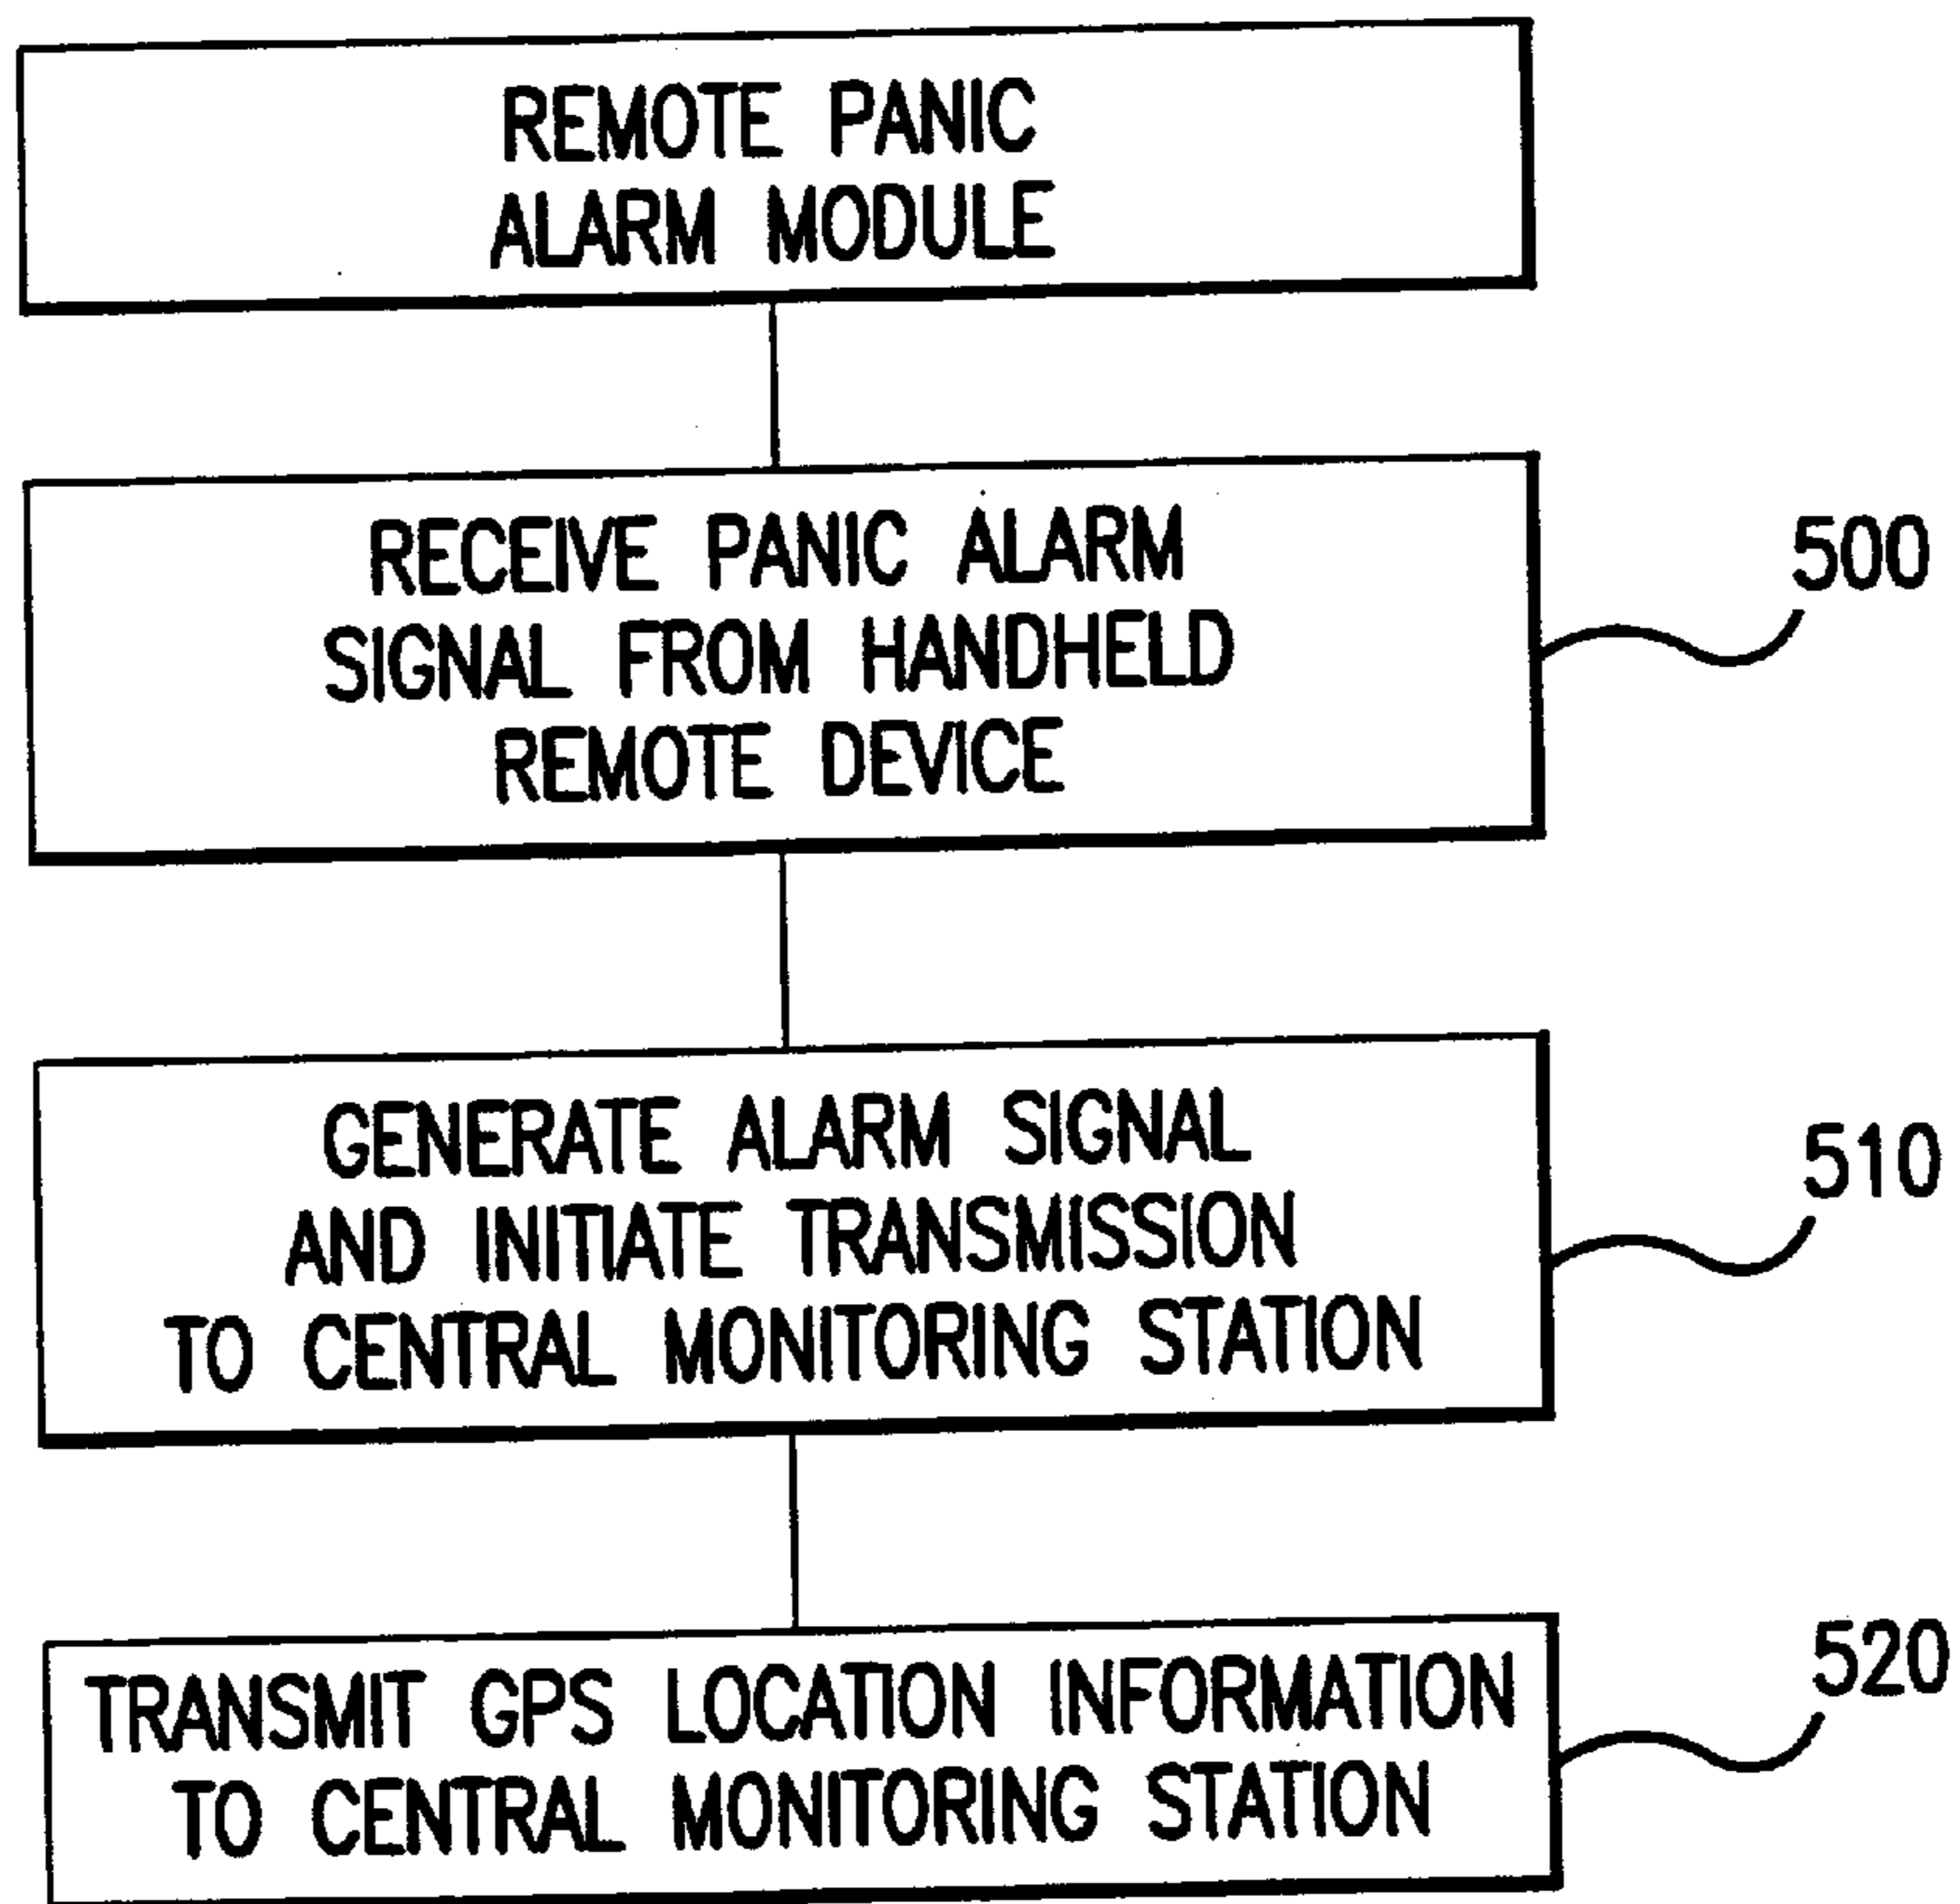 REMOTE PANIC
ALARM MODULE
RECEIVE PANIC ALARM
SIGNAL FROM HANDHELD
REMOTE DEVICE
500
GENERATE ALARM SIGNAL
AND INITIATE TRANSMISSION
TO CENTRAL MONITORING STATION
510
TRANSMIT GPS LOCATION INFORMATION
TO CENTRAL MONITORING STATION
520